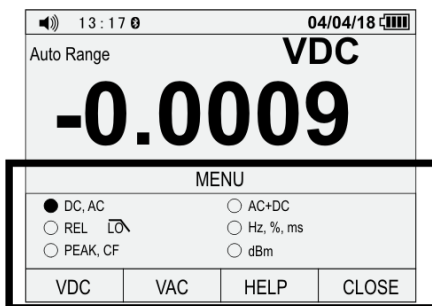 13:17 04/04/18
Auto Range VDC
-0.0009
MENU
DC, AC AC+DC
REL LO Hz, %, ms
PEAK, CF dBm
VDC VAC HELP CLOSE